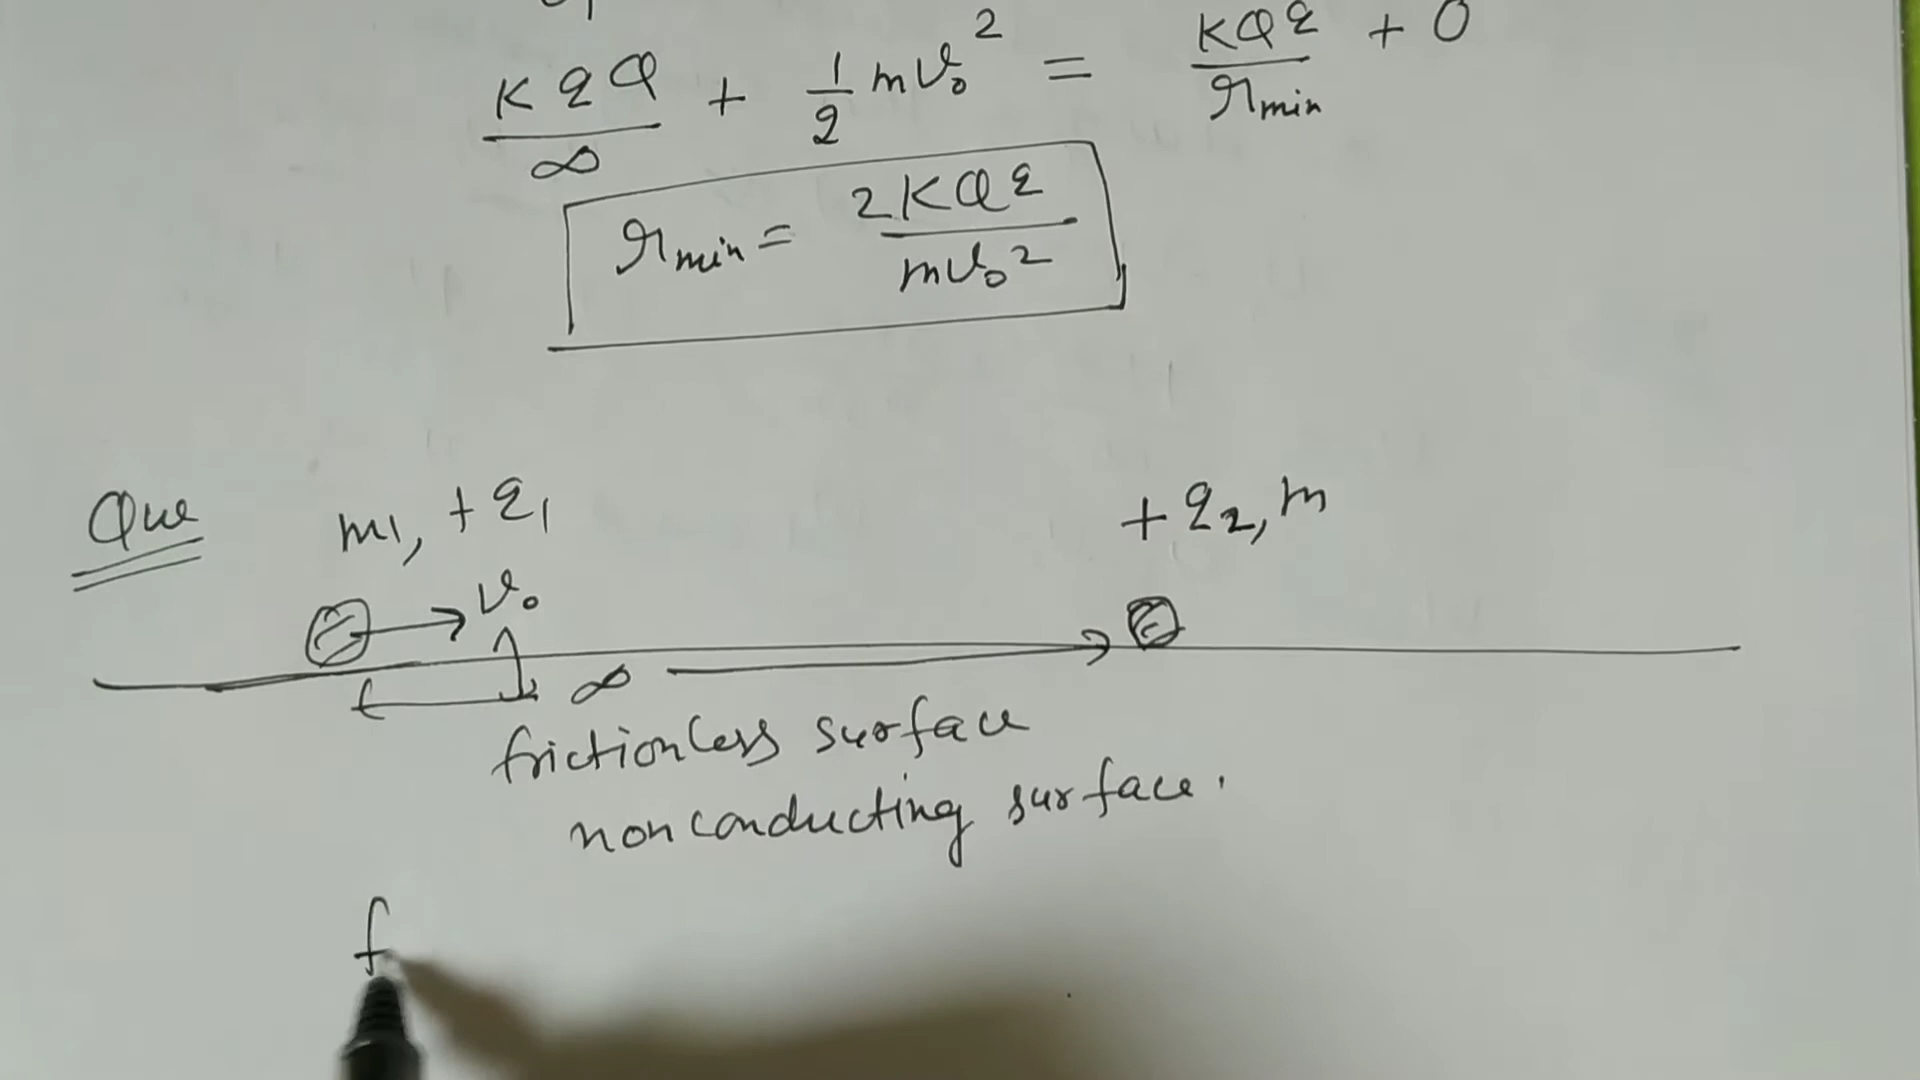 KqQ/∞ + 1/2 mv₀² = KQq/rmin + 0
rmin = 2KQq/mv₀²
Que m1, +q1 +q2, m
v₀
∞
frictionless surface
nonconducting surface.
f